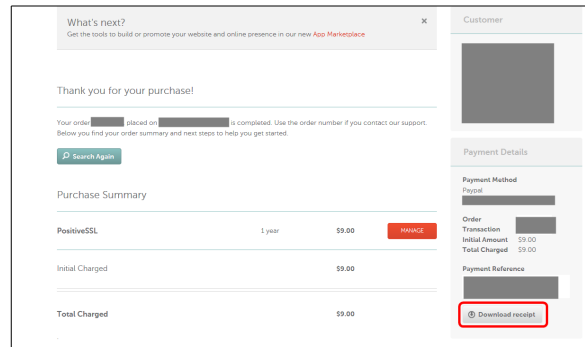 What's next?
Get the tools to build or promote your website and online presence in our new App Marketplace
×
Thank you for your purchase!
Your order placed on is completed. Use the order number if you contact our support.
Below you find your order summary and next steps to help you get started.
Search Again
Purchase Summary
PositiveSSL 1 year $9.00 MANAGE
Initial Charged $9.00
Total Charged $9.00
Customer
Payment Details
Payment Method
Paypal
Order
Transaction
Initial Amount $9.00
Total Charged $9.00
Payment Reference
Download receipt